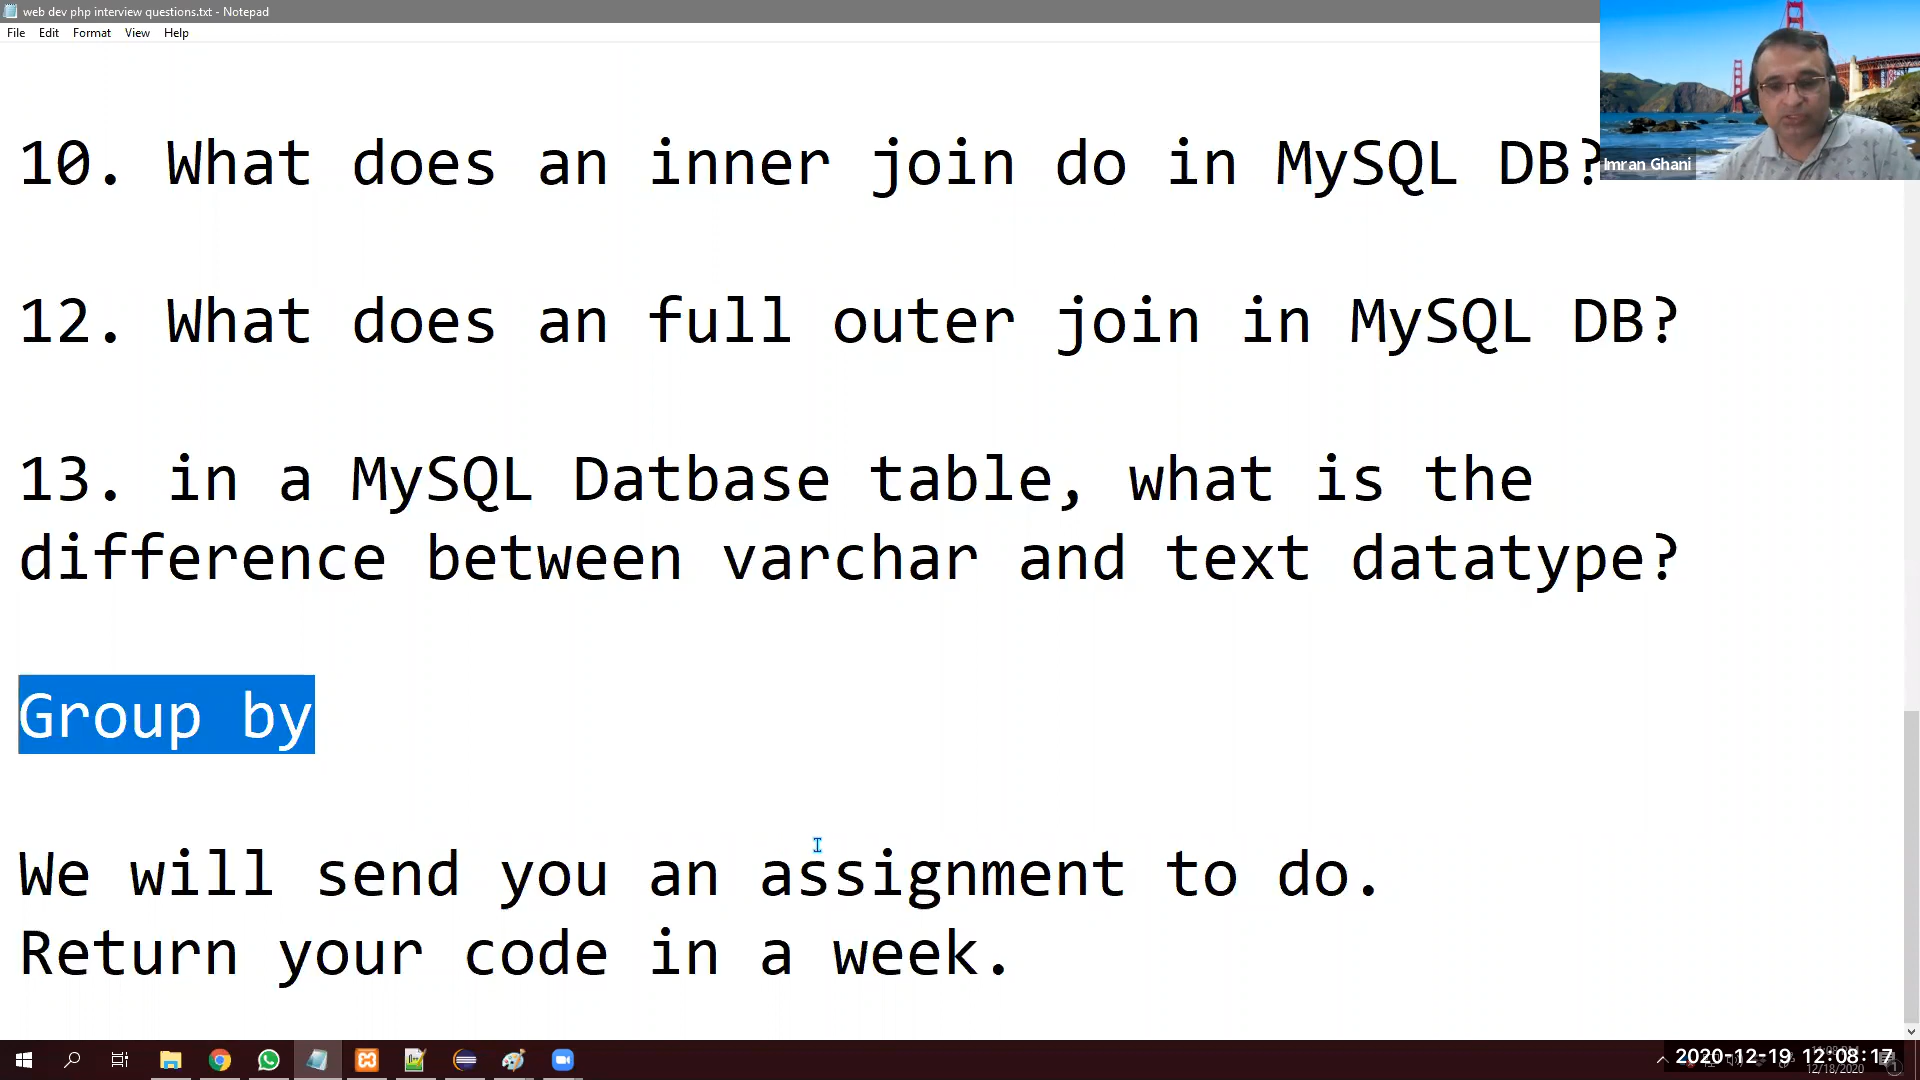 web dev php interview questions.txt - Notepad
File Edit Format View Help
10. What does an inner join do in MySQL DB?
Imran Ghani
12. What does an full outer join in MySQL DB?
13. in a MySQL Datbase table, what is the
difference between varchar and text datatype?
Group by
We will send you an assignment to do.
Return your code in a week.
2020-12-19 12:08:17
12/18/2020